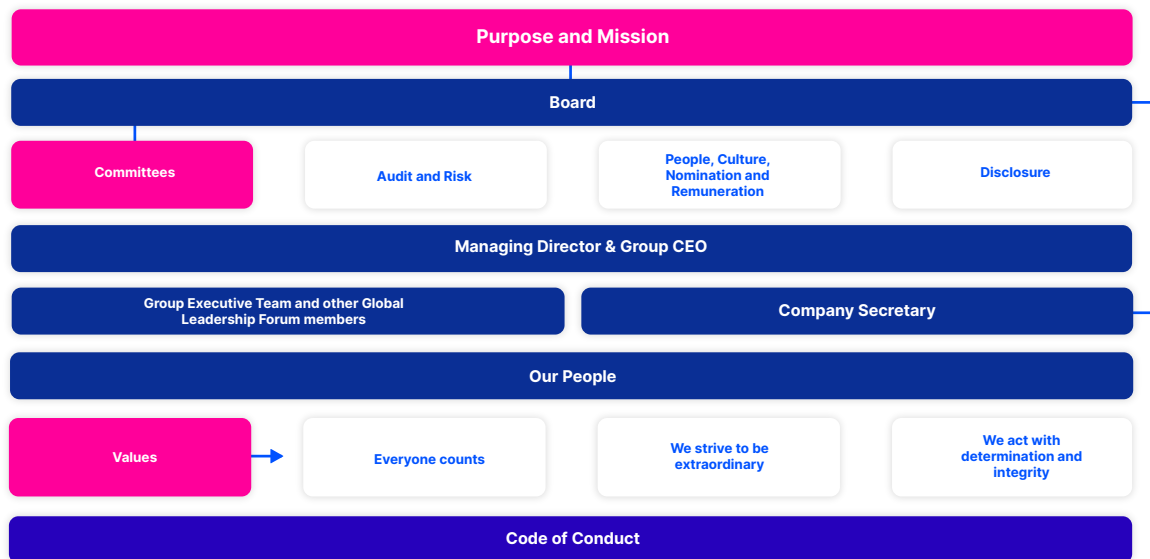 Purpose and Mission
Board
Committees
Audit and Risk
People, Culture,
Nomination and
Remuneration
Disclosure
Managing Director & Group CEO
Group Executive Team and other Global
Leadership Forum members
Company Secretary
Our People
Values
Everyone counts
We strive to be
extraordinary
We act with
determination and
integrity
Code of Conduct